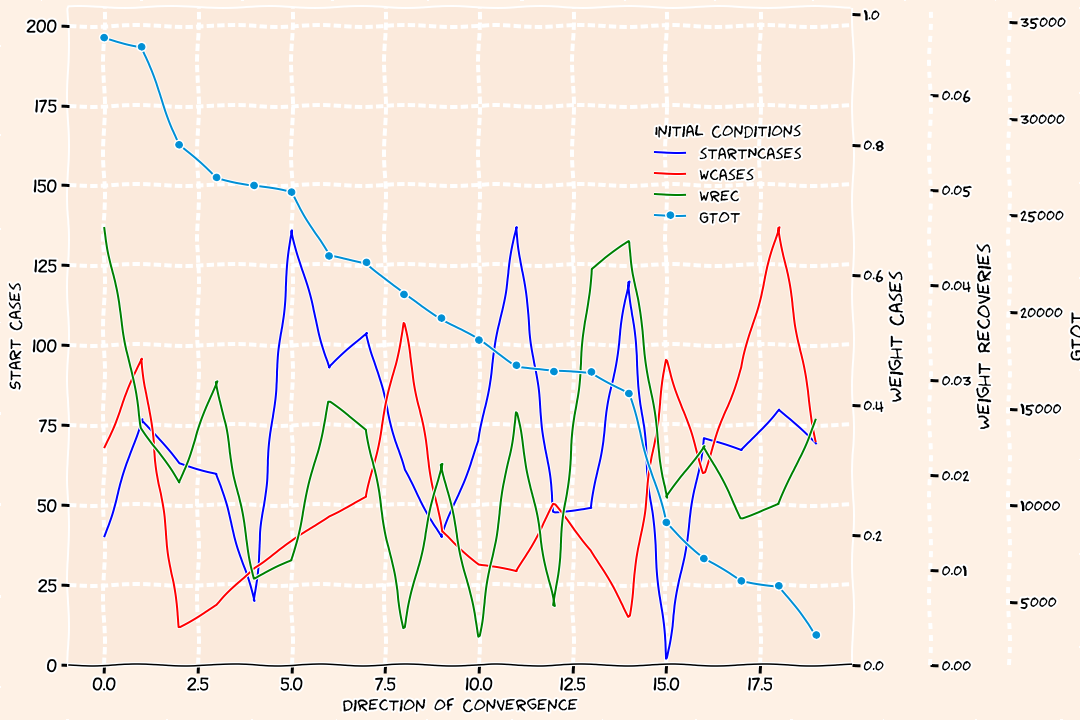 200
175
150
125
100
75
50
25
0
START CASES
0.0 2.5 5.0 7.5 10.0 12.5 15.0 17.5
DIRECTION OF CONVERGENCE
INITIAL CONDITIONS
STARTNCASES
WCASES
WREC
GTOT
1.0
0.8
0.6
0.4
0.2
0.0
WEIGHT CASES
0.06
0.05
0.04
0.03
0.02
0.01
0.00
WEIGHT RECOVERIES
35000
30000
25000
20000
15000
10000
5000
GTOT